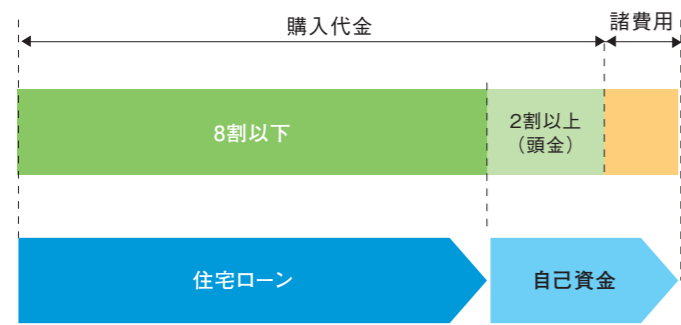 購入代金
諸費用
8割以下
2割以上
（頭金）
住宅ローン
自己資金